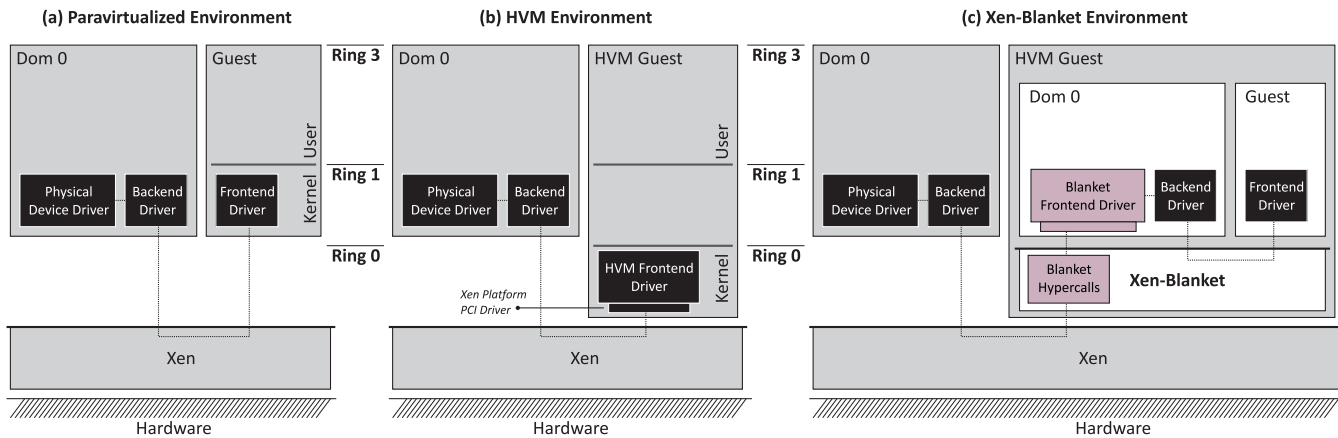 (a) Paravirtualized Environment
Dom 0
Guest
User
Kernel
Physical
Device Driver
Backend
Driver
Frontend
Driver
Xen
Hardware
Ring 3
Ring 1
Ring 0
(b) HVM Environment
Dom 0
HVM Guest
User
Kernel
Physical
Device Driver
Backend
Driver
HVM Frontend
Driver
Xen Platform
PCI Driver
Xen
Hardware
Ring 3
Ring 1
Ring 0
(c) Xen-Blanket Environment
Dom 0
HVM Guest
Dom 0
Guest
Physical
Device Driver
Backend
Driver
Blanket
Frontend Driver
Backend
Driver
Frontend
Driver
Blanket
Hypercalls
Xen-Blanket
Xen
Hardware